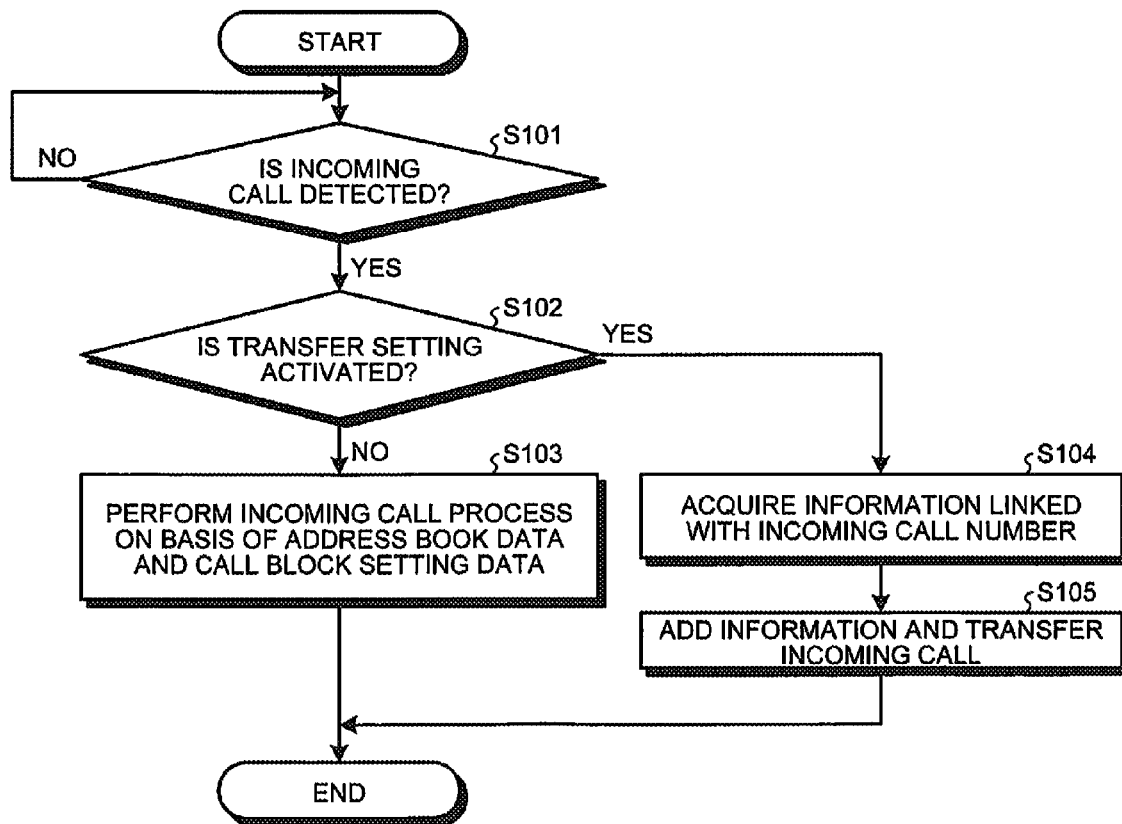 START
S101
NO
IS INCOMING
CALL DETECTED?
YES
S102
YES
IS TRANSFER SETTING
ACTIVATED?
NO
S103
PERFORM INCOMING CALL PROCESS
ON BASIS OF ADDRESS BOOK DATA
AND CALL BLOCK SETTING DATA
S104
ACQUIRE INFORMATION LINKED
WITH INCOMING CALL NUMBER
S105
ADD INFORMATION AND TRANSFER
INCOMING CALL
END